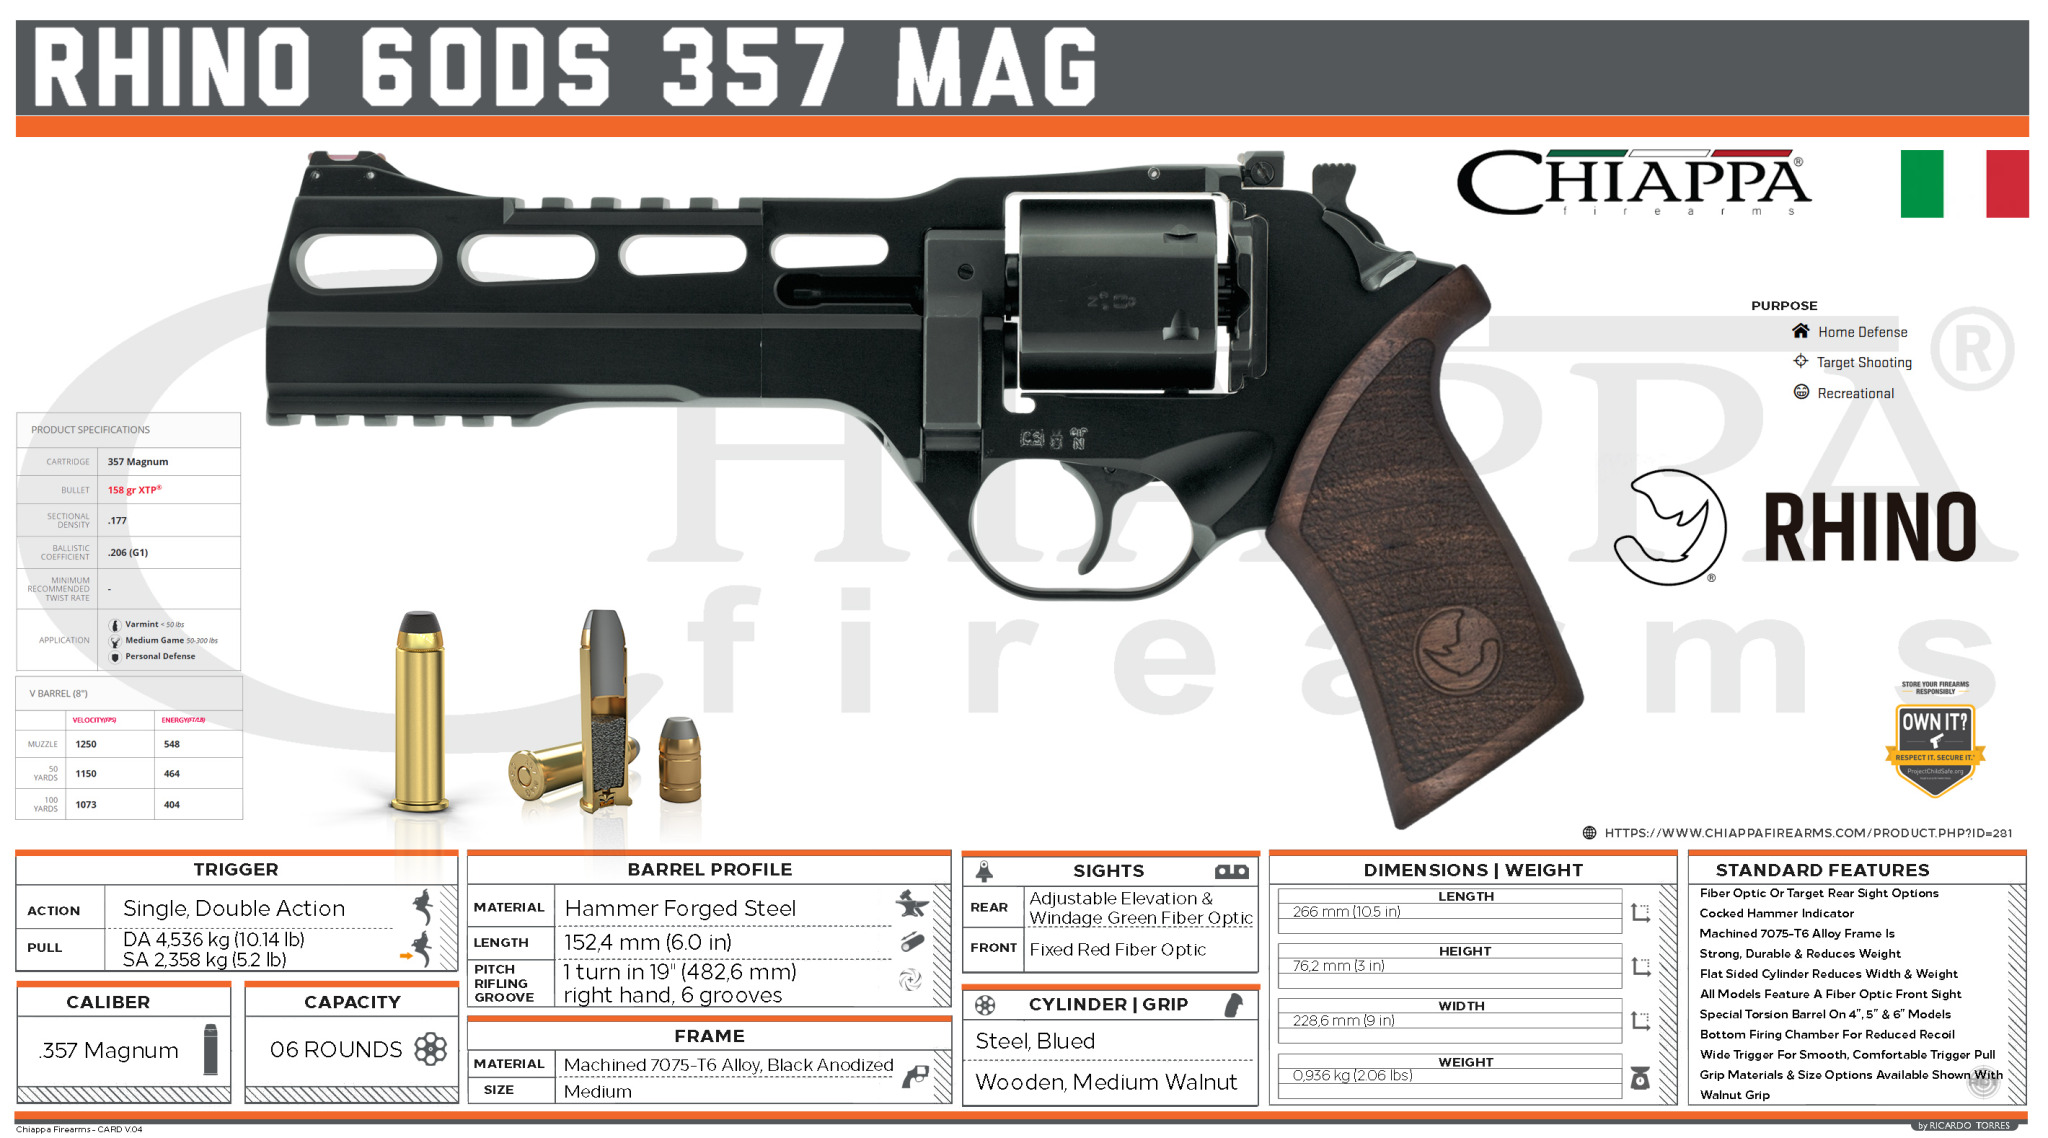 RHINO 60DS 357 MAG
CHIAPPA®
firearms
PURPOSE
Home Defense
Target Shooting
Recreational
RHINO
®
PRODUCT SPECIFICATIONS
CARTRIDGE 357 Magnum
BULLET 158 gr XTP®
SECTIONAL DENSITY .177
BALLISTIC COEFFICIENT .206 (G1)
MINIMUM RECOMMENDED TWIST RATE -
APPLICATION
Varmint < 50 lbs
Medium Game 50-300 lbs
Personal Defense
V BARREL (8")
VELOCITY(FPS) ENERGY(FT/LB)
MUZZLE 1250 548
50 YARDS 1150 464
100 YARDS 1073 404
CHIAPPA®
firearms
STORE YOUR FIREARMS
RESPONSIBLY
OWN IT?
RESPECT IT. SECURE IT.
ProjectChildSafe.org
HTTPS://WWW.CHIAPPAFIREARMS.COM/PRODUCT.PHP?ID=281
TRIGGER
ACTION Single, Double Action
PULL DA 4,536 kg (10.14 lb)
SA 2,358 kg (5.2 lb)
CALIBER
.357 Magnum
CAPACITY
06 ROUNDS
BARREL PROFILE
MATERIAL Hammer Forged Steel
LENGTH 152,4 mm (6.0 in)
PITCH RIFLING GROOVE 1 turn in 19" (482,6 mm)
right hand, 6 grooves
FRAME
MATERIAL Machined 7075-T6 Alloy, Black Anodized
SIZE Medium
SIGHTS
REAR Adjustable Elevation &
Windage Green Fiber Optic
FRONT Fixed Red Fiber Optic
CYLINDER | GRIP
Steel, Blued
Wooden, Medium Walnut
DIMENSIONS | WEIGHT
LENGTH
266 mm (10.5 in)
HEIGHT
76,2 mm (3 in)
WIDTH
228,6 mm (9 in)
WEIGHT
0,936 kg (2.06 lbs)
STANDARD FEATURES
Fiber Optic Or Target Rear Sight Options
Cocked Hammer Indicator
Machined 7075-T6 Alloy Frame Is
Strong, Durable & Reduces Weight
Flat Sided Cylinder Reduces Width & Weight
All Models Feature A Fiber Optic Front Sight
Special Torsion Barrel On 4", 5" & 6" Models
Bottom Firing Chamber For Reduced Recoil
Wide Trigger For Smooth, Comfortable Trigger Pull
Grip Materials & Size Options Available Shown With
Walnut Grip
Chiappa Firearms - CARD V.04
by RICARDO TORRES